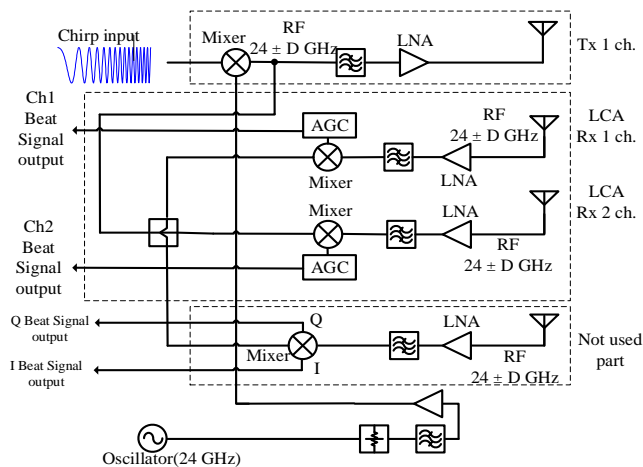 Chirp input
Mixer
RF
24 ± D GHz
LNA
Tx 1 ch.
Ch1
Beat
Signal
output
AGC
Mixer
RF
24 ± D GHz
LNA
LCA
Rx 1 ch.
Ch2
Beat
Signal
output
Mixer
AGC
LNA
RF
24 ± D GHz
LCA
Rx 2 ch.
Q Beat Signal
output
I Beat Signal
output
Q
Mixer
I
LNA
RF
24 ± D GHz
Not used
part
Oscillator(24 GHz)